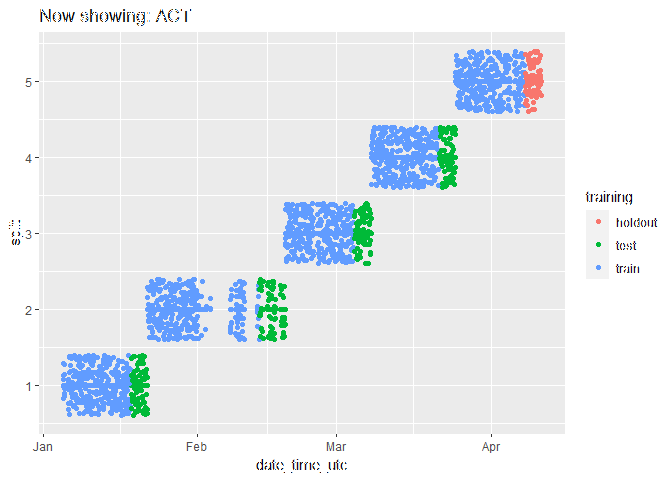 Now showing: ACT
5
4
3
2
1
split
Jan
Feb
Mar
Apr
date_time_utc
training
holdout
test
train